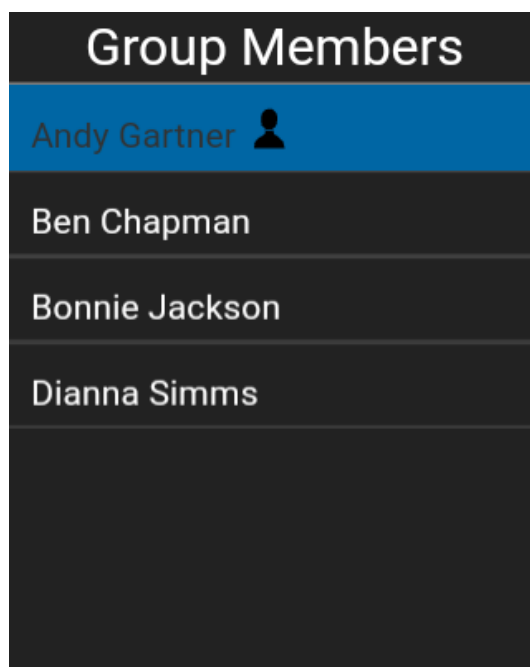 Group Members
Andy Gartner
Ben Chapman
Bonnie Jackson
Dianna Simms